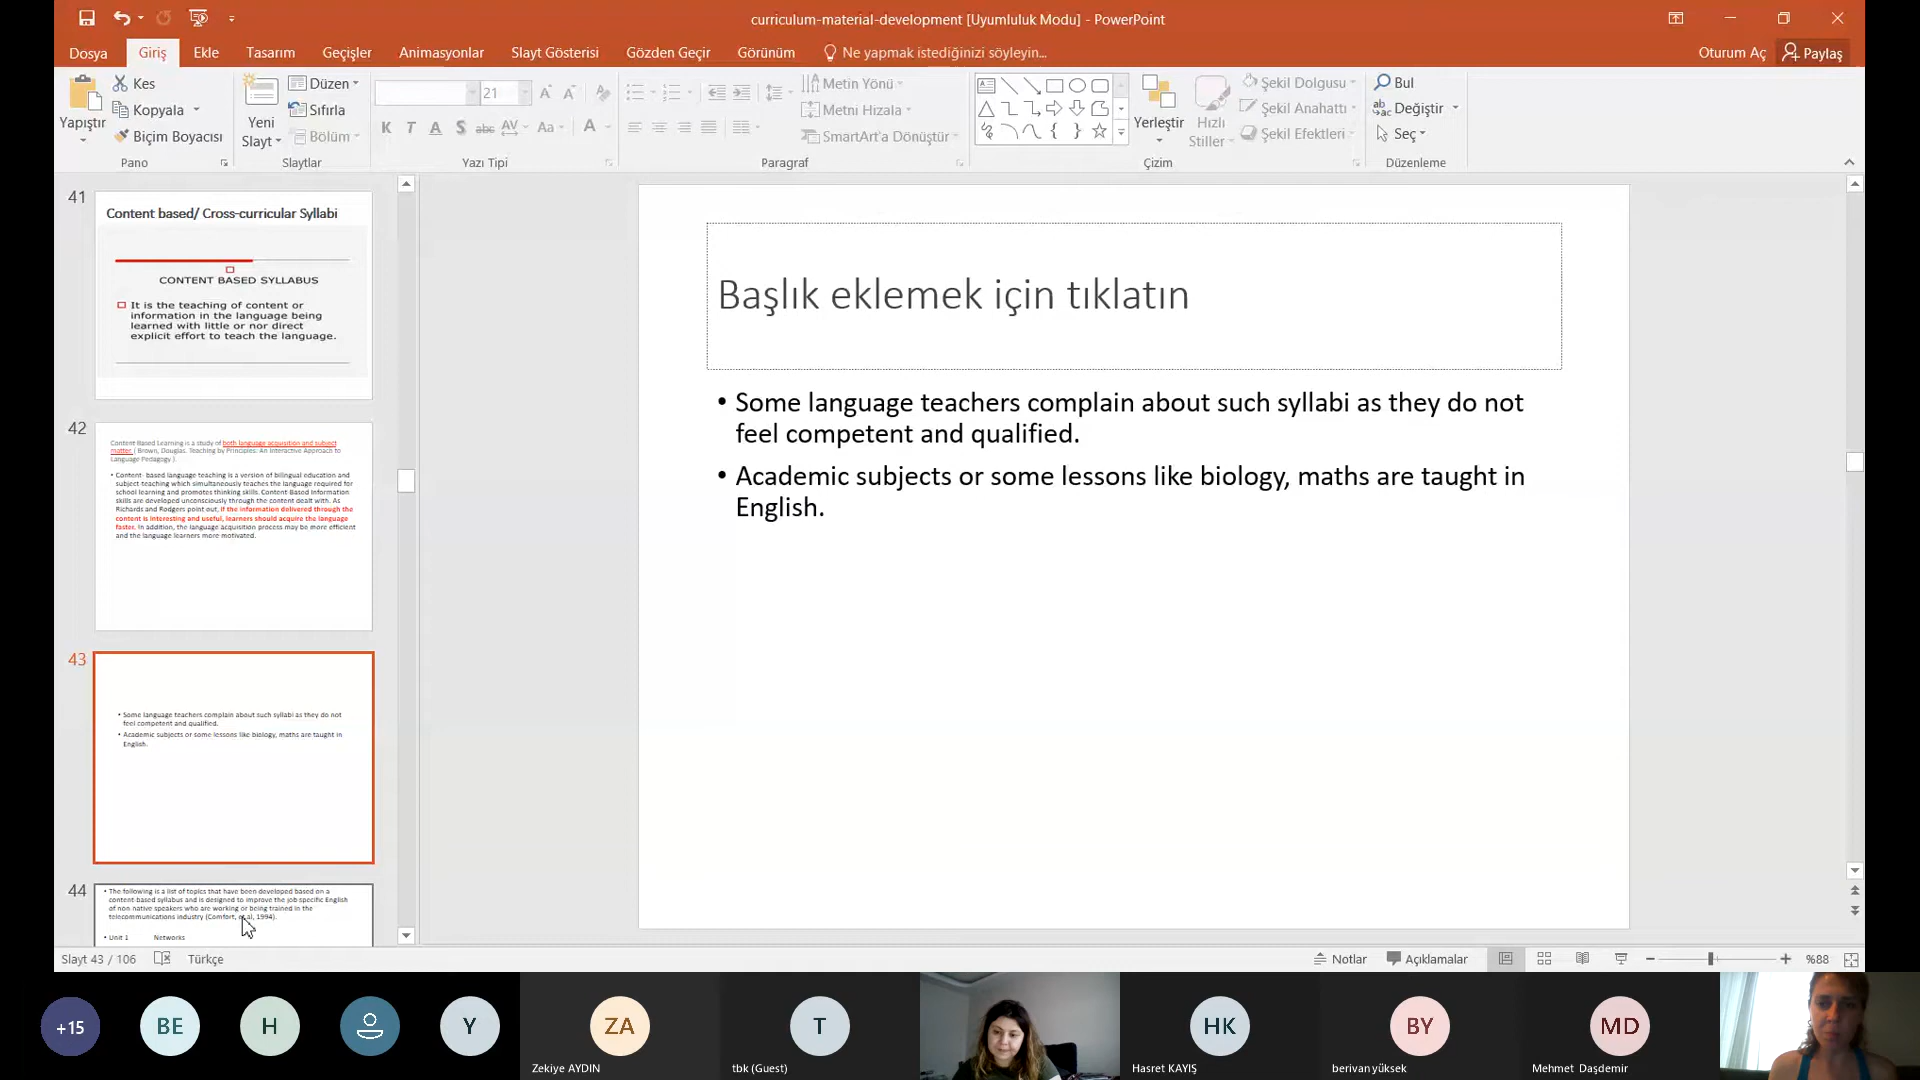 curriculum-material-development [Uyumluluk Modu] - PowerPoint
Dosya Giriş Ekle Tasarım Geçişler Animasyonlar Slayt Gösterisi Gözden Geçir Görünüm Ne yapmak istediğinizi söyleyin... Oturum Aç Paylaş
Yapıştır
Kes
Kopyala
Biçim Boyacısı
Pano
Yeni
Slayt
Düzen
Sıfırla
Bölüm
Slaytlar
21
K T A S abc AV Aa A
Yazı Tipi
Metin Yönü
Metni Hizala
SmartArt'a Dönüştür
Paragraf
Yerleştir
Hızlı
Stiller
Şekil Dolgusu
Şekil Anahattı
Şekil Efektleri
Çizim
Bul
Değiştir
Seç
Düzenleme
41
Content based/ Cross-curricular Syllabi
CONTENT BASED SYLLABUS
It is the teaching of content or
information in the language being
learned with little or nor direct
explicit effort to teach the language.
42
Content Based Learning is a study of both language acquisition and subject
matter. ( Brown, Douglas. Teaching by Principles: An Interactive Approach to
Language Pedagogy ).
• Content- based language teaching is a version of bilingual education and
subject-teaching which simultaneously teaches the language required for
school learning and promotes thinking skills. Content-Based Information
skills are developed unconsciously through the content dealt with. As
Richards and Rodgers point out, if the information delivered through the
content is interesting and useful, learners should acquire the language
faster. In addition, the language acquisition process may be more efficient
and the language learners more motivated.
43
• Some language teachers complain about such syllabi as they do not
feel competent and qualified.
• Academic subjects or some lessons like biology, maths are taught in
English.
44
• The following is a list of topics that have been developed based on a
content-based syllabus and is designed to improve the job specific English
of non native speakers who are working or being trained in the
telecommunications industry (Comfort, et al, 1994).
• Unit 1 Networks
Başlık eklemek için tıklatın
• Some language teachers complain about such syllabi as they do not
feel competent and qualified.
• Academic subjects or some lessons like biology, maths are taught in
English.
Slayt 43 / 106 Türkçe Notlar Açıklamalar %88
+15 BE H Y ZA T HK BY MD
Zekiye AYDIN tbk (Guest) Hasret KAYIŞ berivan yüksek Mehmet Daşdemir